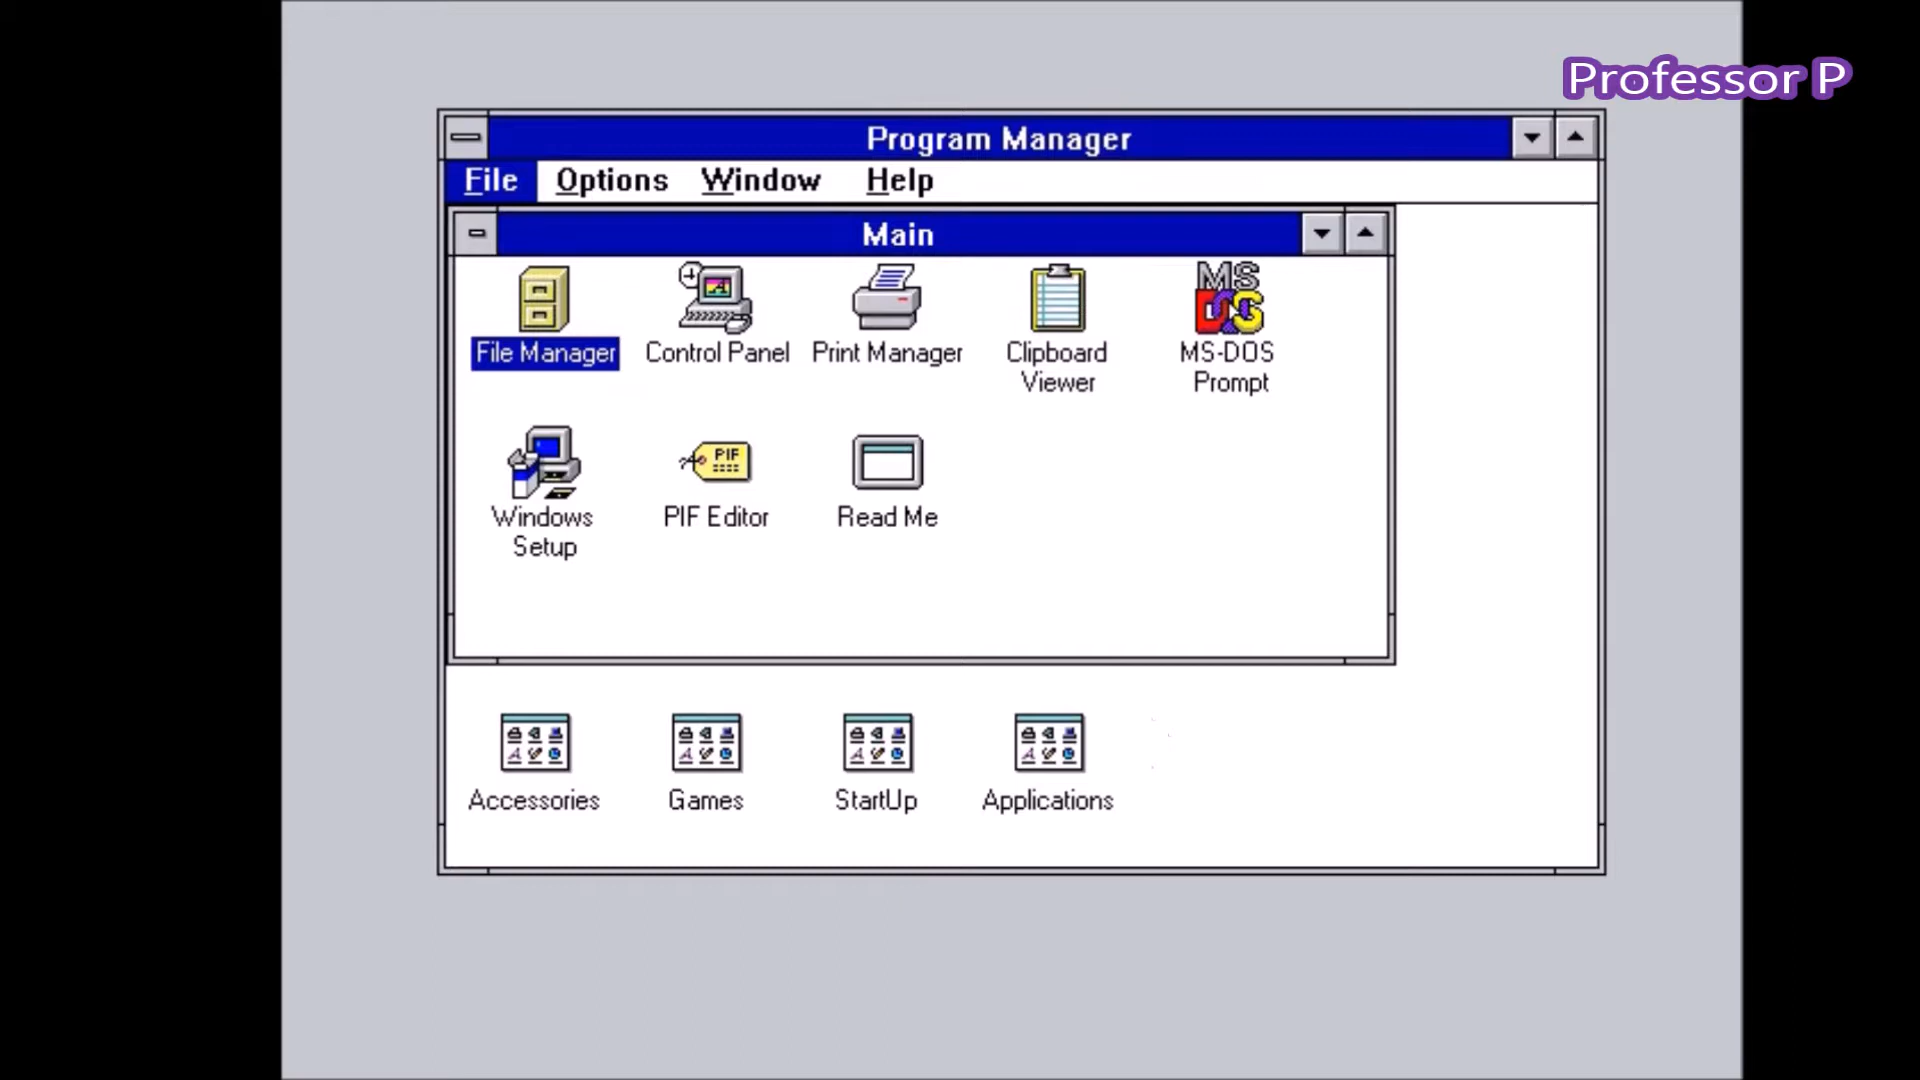 Professor P
Program Manager
File Options Window Help
Main
File Manager Control Panel Print Manager Clipboard Viewer MS-DOS Prompt
Windows Setup PIF Editor Read Me
Accessories Games StartUp Applications